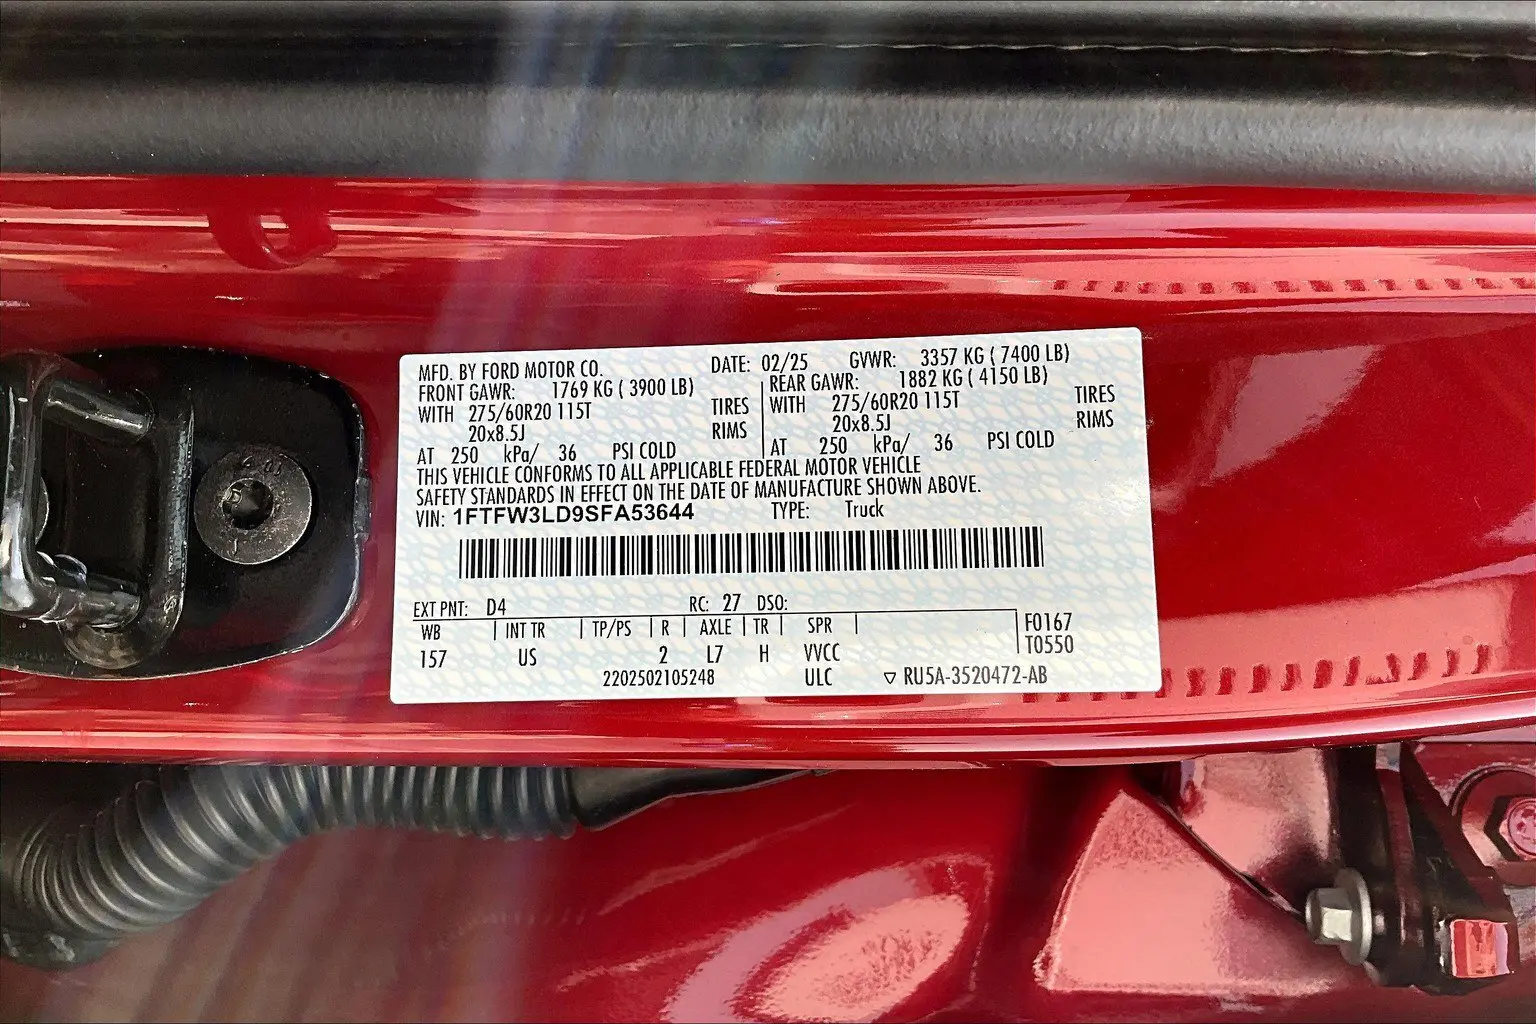 MFD. BY FORD MOTOR CO. DATE: 02/25 GVWR: 3357 KG ( 7400 LB)
FRONT GAWR: 1769 KG ( 3900 LB) REAR GAWR: 1882 KG ( 4150 LB)
WITH 275/60R20 115T TIRES WITH 275/60R20 115T TIRES
20x8.5J RIMS 20x8.5J RIMS
AT 250 kPa/ 36 PSI COLD AT 250 kPa/ 36 PSI COLD
THIS VEHICLE CONFORMS TO ALL APPLICABLE FEDERAL MOTOR VEHICLE
SAFETY STANDARDS IN EFFECT ON THE DATE OF MANUFACTURE SHOWN ABOVE.
VIN: 1FTFW3LD9SFA53644 TYPE: Truck
EXT PNT: D4 RC: 27 DSO:
WB INT TR TP/PS R AXLE TR SPR F0167
157 US 2 L7 H VVCC T0550
2202502105248 ULC ▽ RU5A-3520472-AB